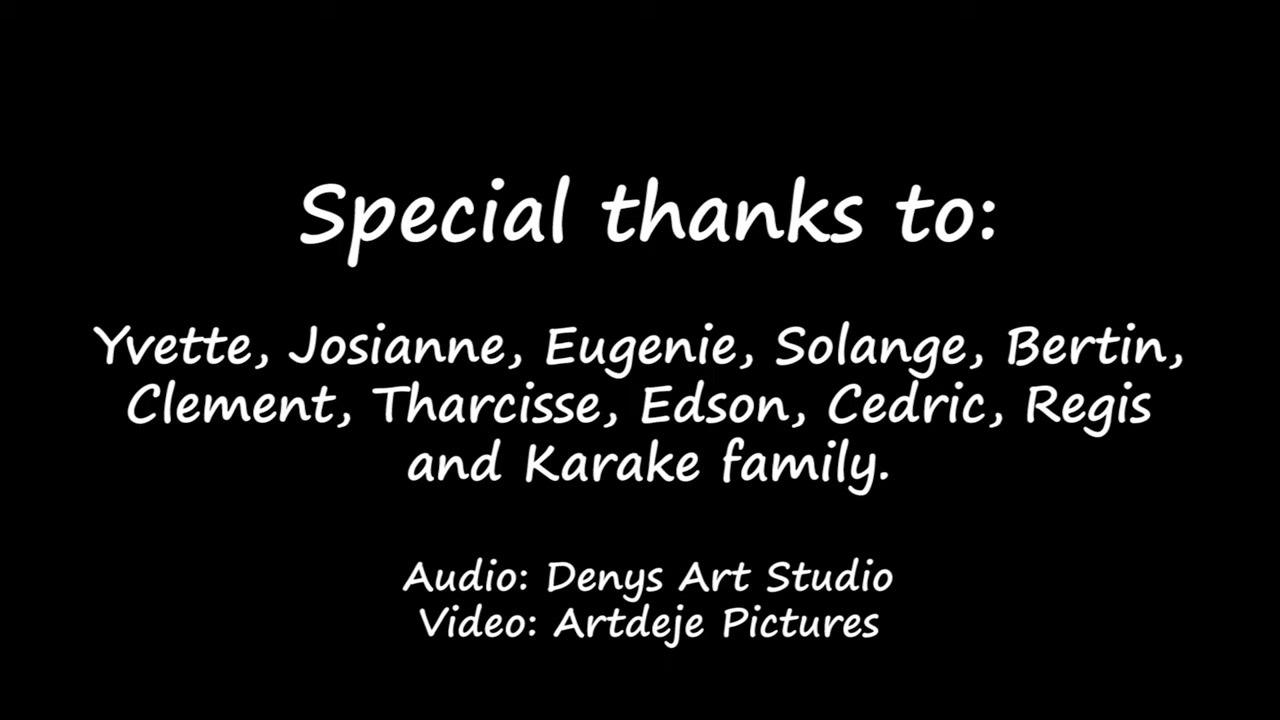 Special thanks to:
Yvette, Josianne, Eugenie, Solange, Bertin,
Clement, Tharcisse, Edson, Cedric, Regis
and Karake family.
Audio: Denys Art Studio
Video: Artdeje Pictures